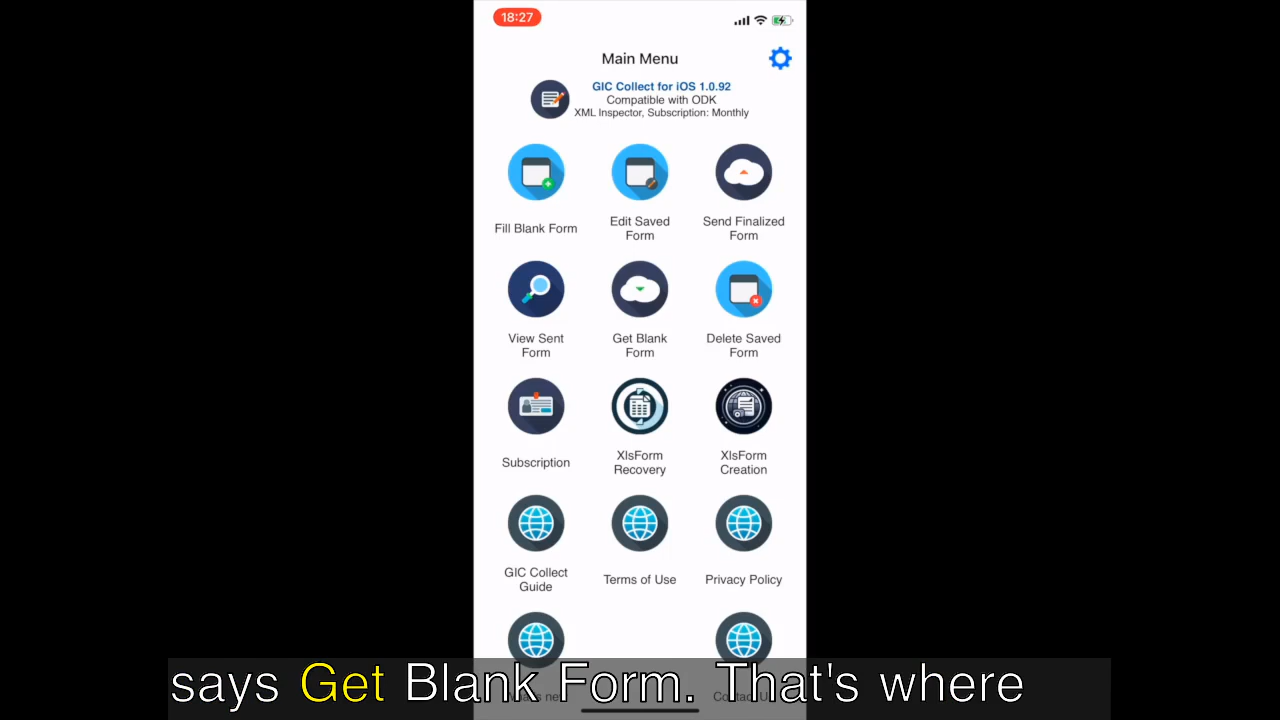 18:27
Main Menu
GIC Collect for iOS 1.0.92
Compatible with ODK
XML Inspector, Subscription: Monthly
Fill Blank Form
Edit Saved
Form
Send Finalized
Form
View Sent
Form
Get Blank
Form
Delete Saved
Form
Subscription
XlsForm
Recovery
XlsForm
Creation
GIC Collect
Guide
Terms of Use
Privacy Policy
says Get Blank Form. That's where